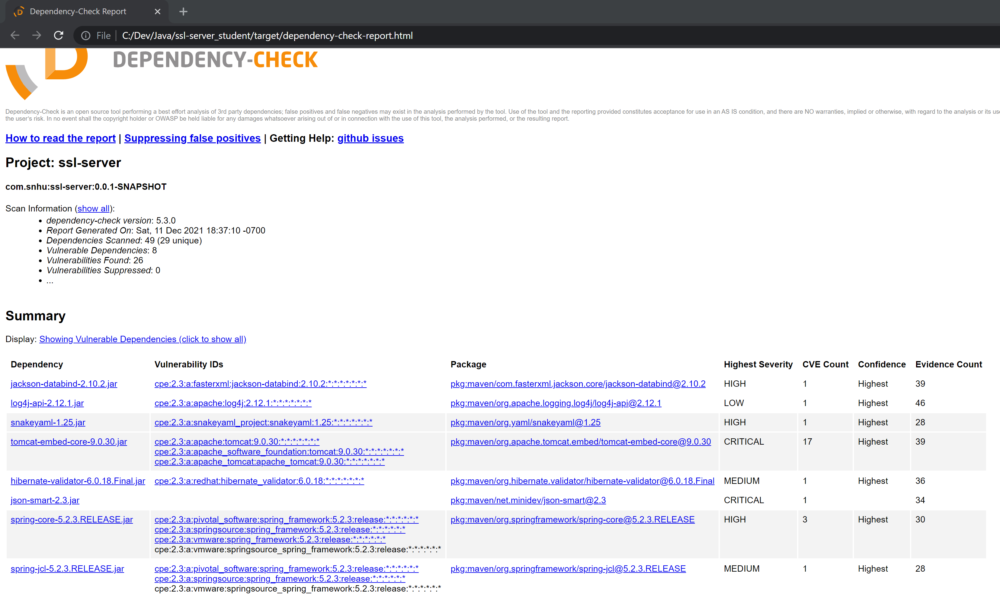 Dependency-Check Report
File C:/Dev/Java/ssl-server_student/target/dependency-check-report.html
DEPENDENCY-CHECK
Dependency-Check is an open source tool performing a best effort analysis of 3rd party dependencies; false positives and false negatives may exist in the analysis performed by the tool. Use of the tool and the reporting provided constitutes acceptance for use in an AS IS condition, and there are NO warranties, implied or otherwise, with regard to the analysis or its use
the user's risk. In no event shall the copyright holder or OWASP be held liable for any damages whatsoever arising out of or in connection with the use of this tool, the analysis performed, or the resulting report.
How to read the report | Suppressing false positives | Getting Help: github issues
Project: ssl-server
com.snhu:ssl-server:0.0.1-SNAPSHOT
Scan Information (show all):
• dependency-check version: 5.3.0
• Report Generated On: Sat, 11 Dec 2021 18:37:10 -0700
• Dependencies Scanned: 49 (29 unique)
• Vulnerable Dependencies: 8
• Vulnerabilities Found: 26
• Vulnerabilities Suppressed: 0
• ...
Summary
Display: Showing Vulnerable Dependencies (click to show all)
Dependency Vulnerability IDs Package Highest Severity CVE Count Confidence Evidence Count
jackson-databind-2.10.2.jar cpe:2.3:a:fasterxml:jackson-databind:2.10.2:*:*:*:*:*:*:* pkg:maven/com.fasterxml.jackson.core/jackson-databind@2.10.2 HIGH 1 Highest 39
log4j-api-2.12.1.jar cpe:2.3:a:apache:log4j:2.12.1:*:*:*:*:*:*:* pkg:maven/org.apache.logging.log4j/log4j-api@2.12.1 LOW 1 Highest 46
snakeyaml-1.25.jar cpe:2.3:a:snakeyaml_project:snakeyaml:1.25:*:*:*:*:*:*:* pkg:maven/org.yaml/snakeyaml@1.25 HIGH 1 Highest 28
tomcat-embed-core-9.0.30.jar cpe:2.3:a:apache:tomcat:9.0.30:*:*:*:*:*:*:* pkg:maven/org.apache.tomcat.embed/tomcat-embed-core@9.0.30 CRITICAL 17 Highest 39
cpe:2.3:a:apache_software_foundation:tomcat:9.0.30:*:*:*:*:*:*:*
cpe:2.3:a:apache_tomcat:apache_tomcat:9.0.30:*:*:*:*:*:*:*
hibernate-validator-6.0.18.Final.jar cpe:2.3:a:redhat:hibernate_validator:6.0.18:*:*:*:*:*:*:* pkg:maven/org.hibernate.validator/hibernate-validator@6.0.18.Final MEDIUM 1 Highest 36
json-smart-2.3.jar pkg:maven/net.minidev/json-smart@2.3 CRITICAL 1 34
spring-core-5.2.3.RELEASE.jar cpe:2.3:a:pivotal_software:spring_framework:5.2.3:release:*:*:*:*:*:* pkg:maven/org.springframework/spring-core@5.2.3.RELEASE HIGH 3 Highest 30
cpe:2.3:a:springsource:spring_framework:5.2.3:release:*:*:*:*:*:*
cpe:2.3:a:vmware:spring_framework:5.2.3:release:*:*:*:*:*:*
cpe:2.3:a:vmware:springsource_spring_framework:5.2.3:release:*:*:*:*:*:*
spring-jcl-5.2.3.RELEASE.jar cpe:2.3:a:pivotal_software:spring_framework:5.2.3:release:*:*:*:*:*:* pkg:maven/org.springframework/spring-jcl@5.2.3.RELEASE MEDIUM 1 Highest 28
cpe:2.3:a:springsource:spring_framework:5.2.3:release:*:*:*:*:*:*
cpe:2.3:a:vmware:springsource_spring_framework:5.2.3:release:*:*:*:*:*:*